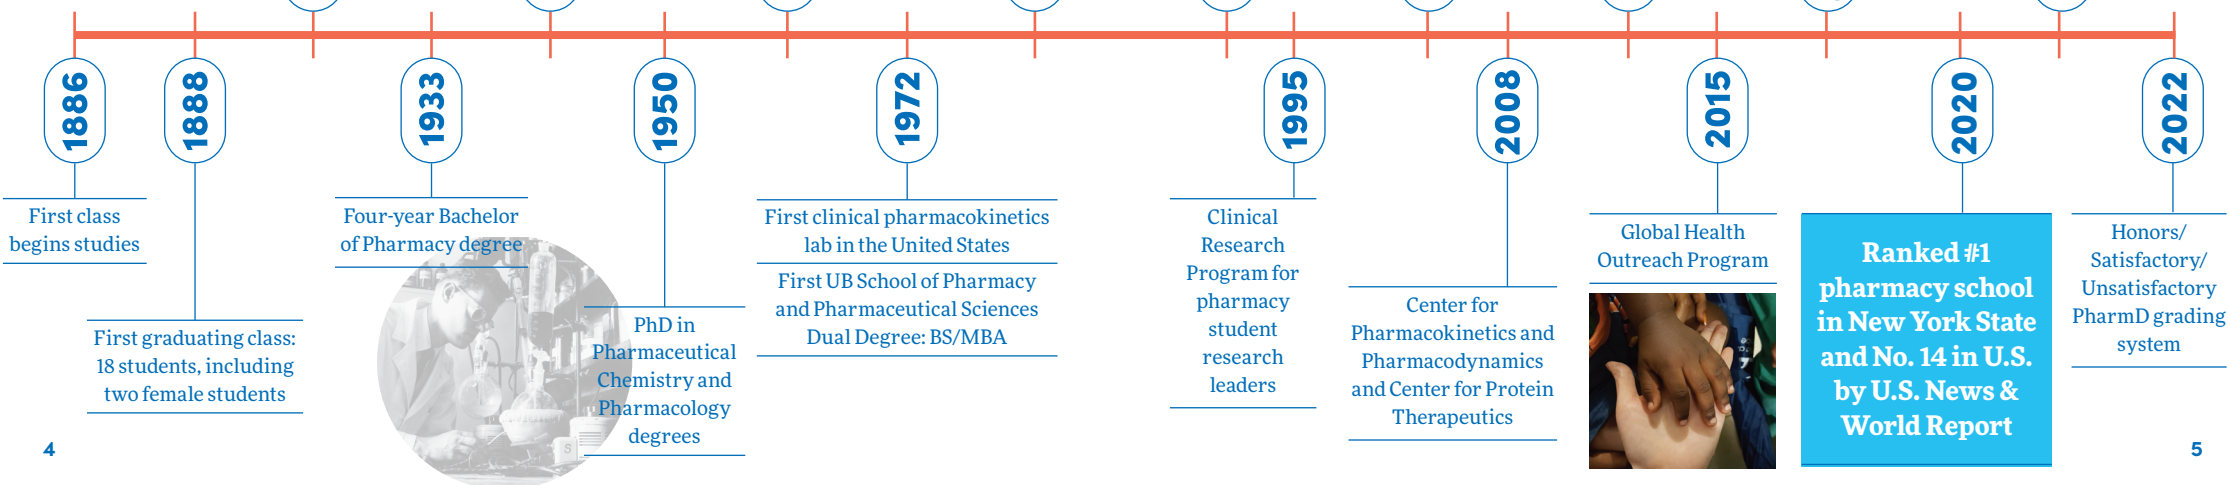 1886
First class
begins studies
1888
First graduating class:
18 students, including
two female students
1933
Four-year Bachelor
of Pharmacy degree
1950
PhD in
Pharmaceutical
Chemistry and
Pharmacology
degrees
1972
First clinical pharmacokinetics
lab in the United States
First UB School of Pharmacy
and Pharmaceutical Sciences
Dual Degree: BS/MBA
1995
Clinical
Research
Program for
pharmacy
student
research
leaders
2008
Center for
Pharmacokinetics and
Pharmacodynamics
and Center for Protein
Therapeutics
2015
Global Health
Outreach Program
2020
Ranked #1
pharmacy school
in New York State
and No. 14 in U.S.
by U.S. News &
World Report
2022
Honors/
Satisfactory/
Unsatisfactory
PharmD grading
system
4
5